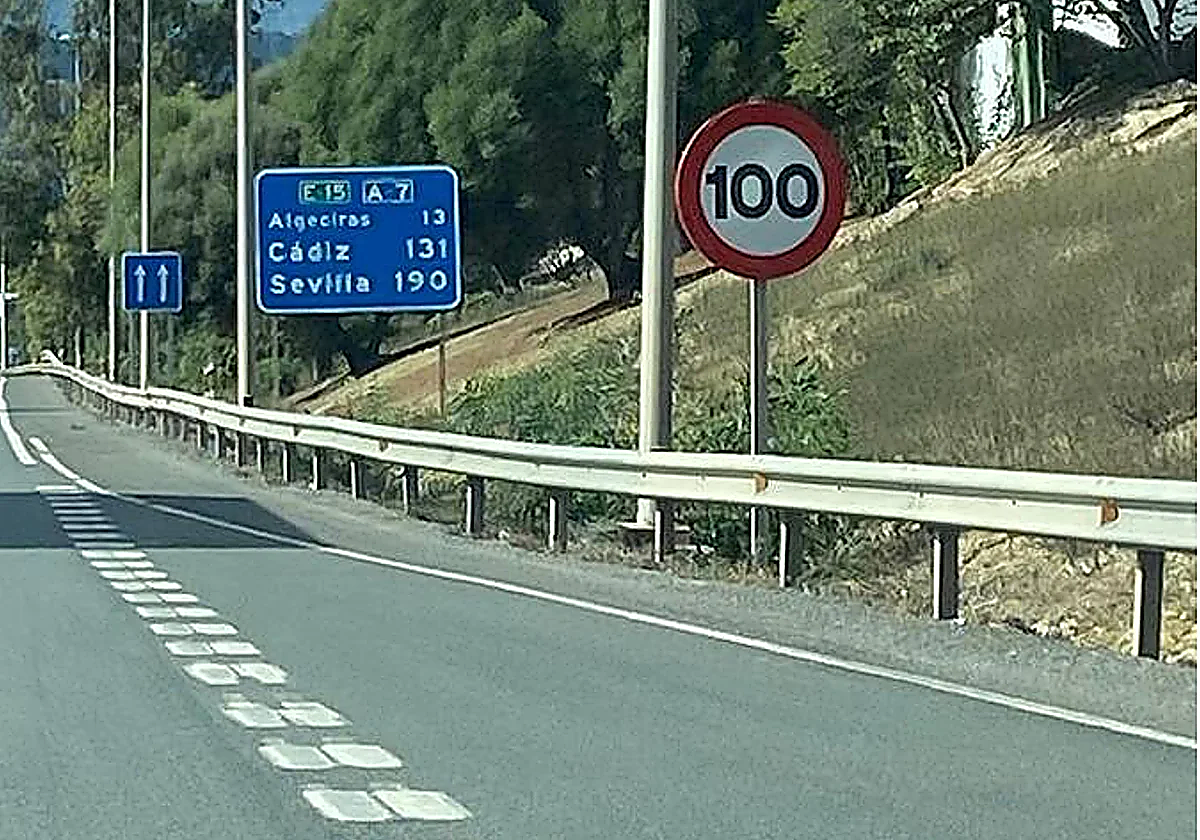 E-15 A-7
Algeciras 13
Cádiz 131
Sevilla 190
100